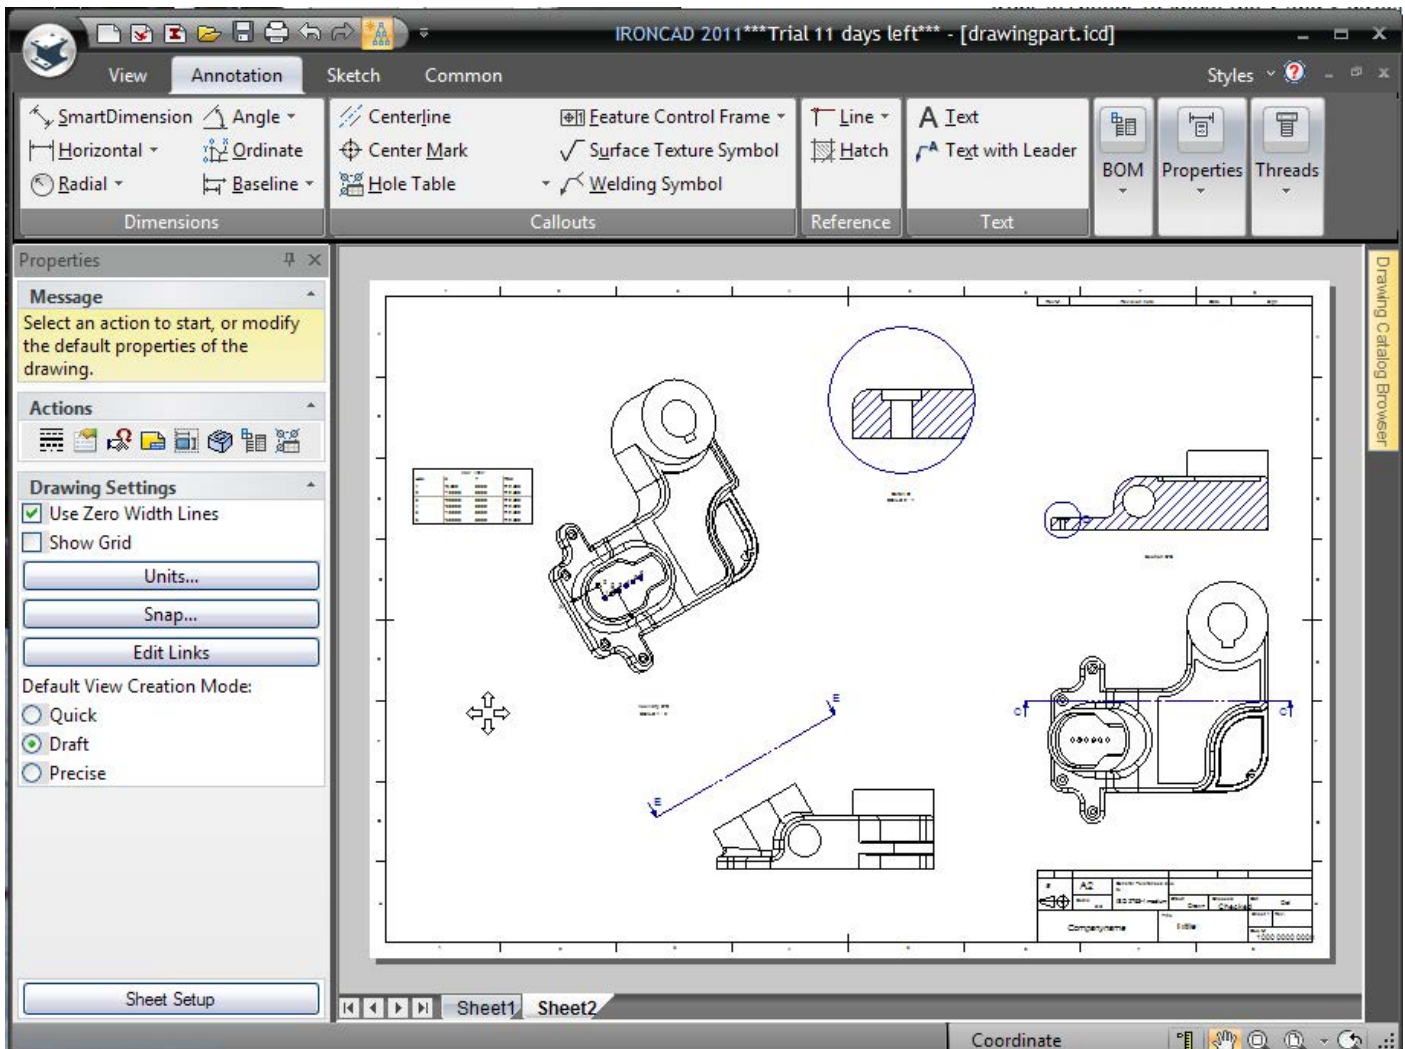 IRONCAD 2011***Trial 11 days left*** - [drawingpart.icd]
View Annotation Sketch Common Styles
SmartDimension Angle Centerline Feature Control Frame Line A Text BOM Properties Threads
Horizontal Ordinate Center Mark Surface Texture Symbol Hatch Text with Leader
Radial Baseline Hole Table Welding Symbol
Dimensions Callouts Reference Text
Properties
Message
Select an action to start, or modify
the default properties of the
drawing.
Actions
Drawing Settings
Use Zero Width Lines
Show Grid
Units...
Snap...
Edit Links
Default View Creation Mode:
Quick
Draft
Precise
Sheet Setup
Drawing Catalog Browser
E
E
C
C
A2
Checked
Companyname
Title
Sheet1 Sheet2
Coordinate